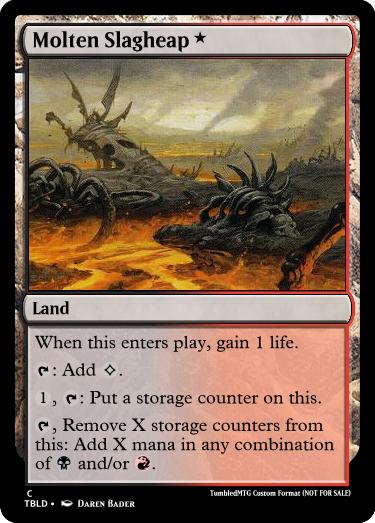 Molten Slagheap ★
Land
When this enters play, gain 1 life.
: Add .
1 , : Put a storage counter on this.
, Remove X storage counters from
this: Add X mana in any combination
of and/or .
C
TBLD • DAREN BADER
TumbledMTG Custom Format (NOT FOR SALE)